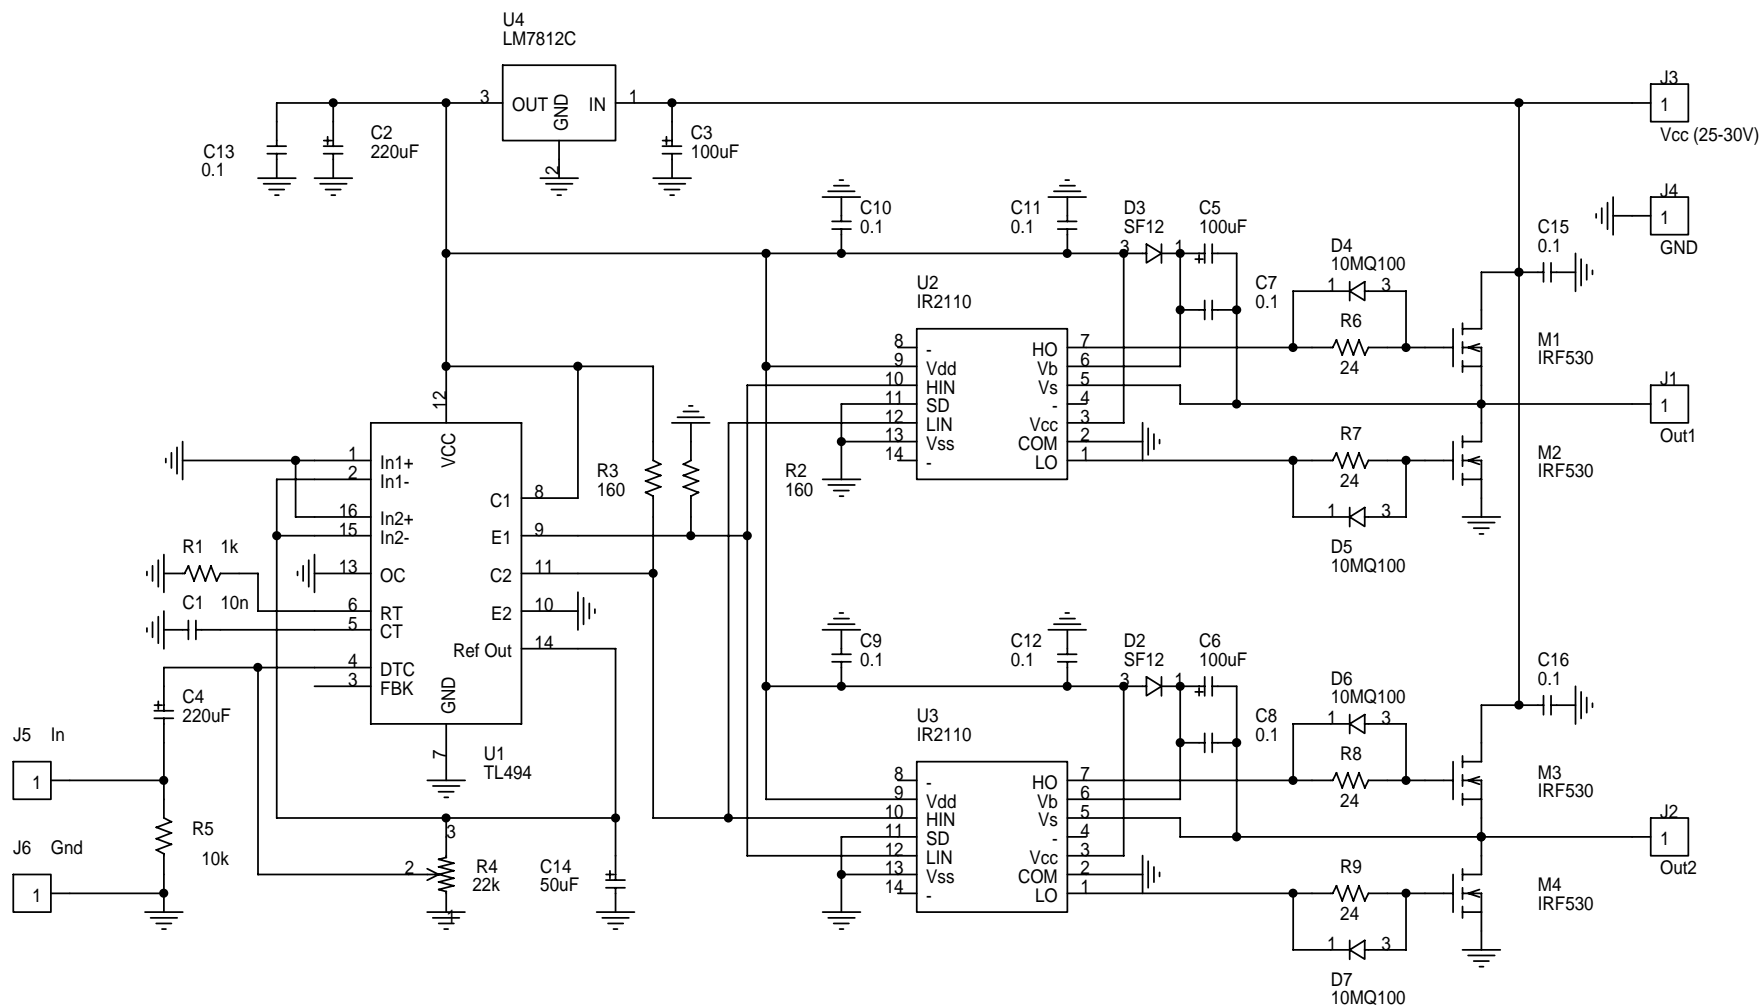 U4
LM7812C
3
OUT
GND
IN
1
2
J3
1
Vcc (25-30V)
C13
0.1
C2
220uF
C3
100uF
J4
1
GND
C10
0.1
C11
0.1
D3
SF12
3
1
C5
100uF
C7
0.1
D4
10MQ100
1
3
R6
24
C15
0.1
M1
IRF530
U2
IR2110
8
-
9
Vdd
10
HIN
11
SD
12
LIN
13
Vss
14
-
HO
7
Vb
6
Vs
5
-
4
Vcc
3
COM
2
LO
1
J1
1
Out1
R7
24
1
3
D5
10MQ100
M2
IRF530
12
VCC
1
In1+
2
In1-
16
In2+
15
In2-
13
OC
6
RT
5
CT
4
DTC
3
FBK
C1
8
E1
9
C2
11
E2
10
Ref Out
14
GND
7
U1
TL494
R3
160
R2
160
R1 1k
C1 10n
C4
220uF
J5 In
1
R5
10k
J6 Gnd
1
3
2
R4
22k
1
C14
50uF
C9
0.1
C12
0.1
D2
SF12
3
1
C6
100uF
C8
0.1
D6
10MQ100
1
3
R8
24
C16
0.1
M3
IRF530
U3
IR2110
8
-
9
Vdd
10
HIN
11
SD
12
LIN
13
Vss
14
-
HO
7
Vb
6
Vs
5
-
4
Vcc
3
COM
2
LO
1
J2
1
Out2
R9
24
1
3
D7
10MQ100
M4
IRF530